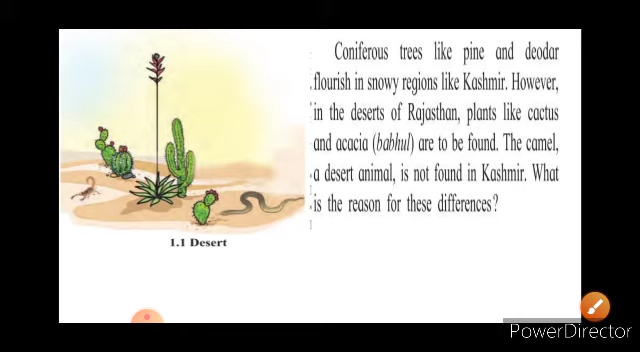 Coniferous trees like pine and deodar
flourish in snowy regions like Kashmir. However,
in the deserts of Rajasthan, plants like cactus
and acacia (babhul) are to be found. The camel,
a desert animal, is not found in Kashmir. What
is the reason for these differences?
1.1 Desert
PowerDirector